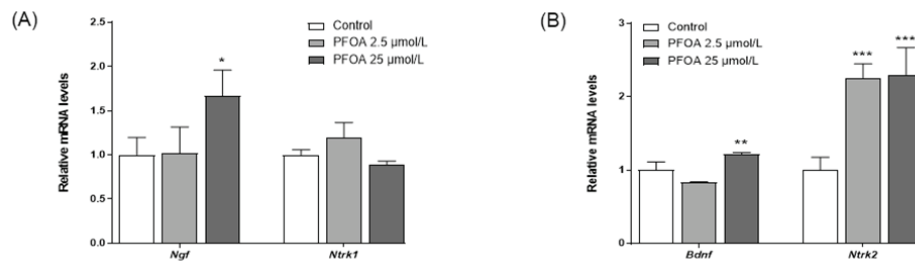 (A)
Relative mRNA levels
2.5
2.0
1.5
1.0
0.5
0.0
Control
PFOA 2.5 μmol/L
PFOA 25 μmol/L
*
Ngf
Ntrk1
(B)
Relative mRNA levels
3
2
1
0
Control
PFOA 2.5 μmol/L
PFOA 25 μmol/L
**
***
***
Bdnf
Ntrk2